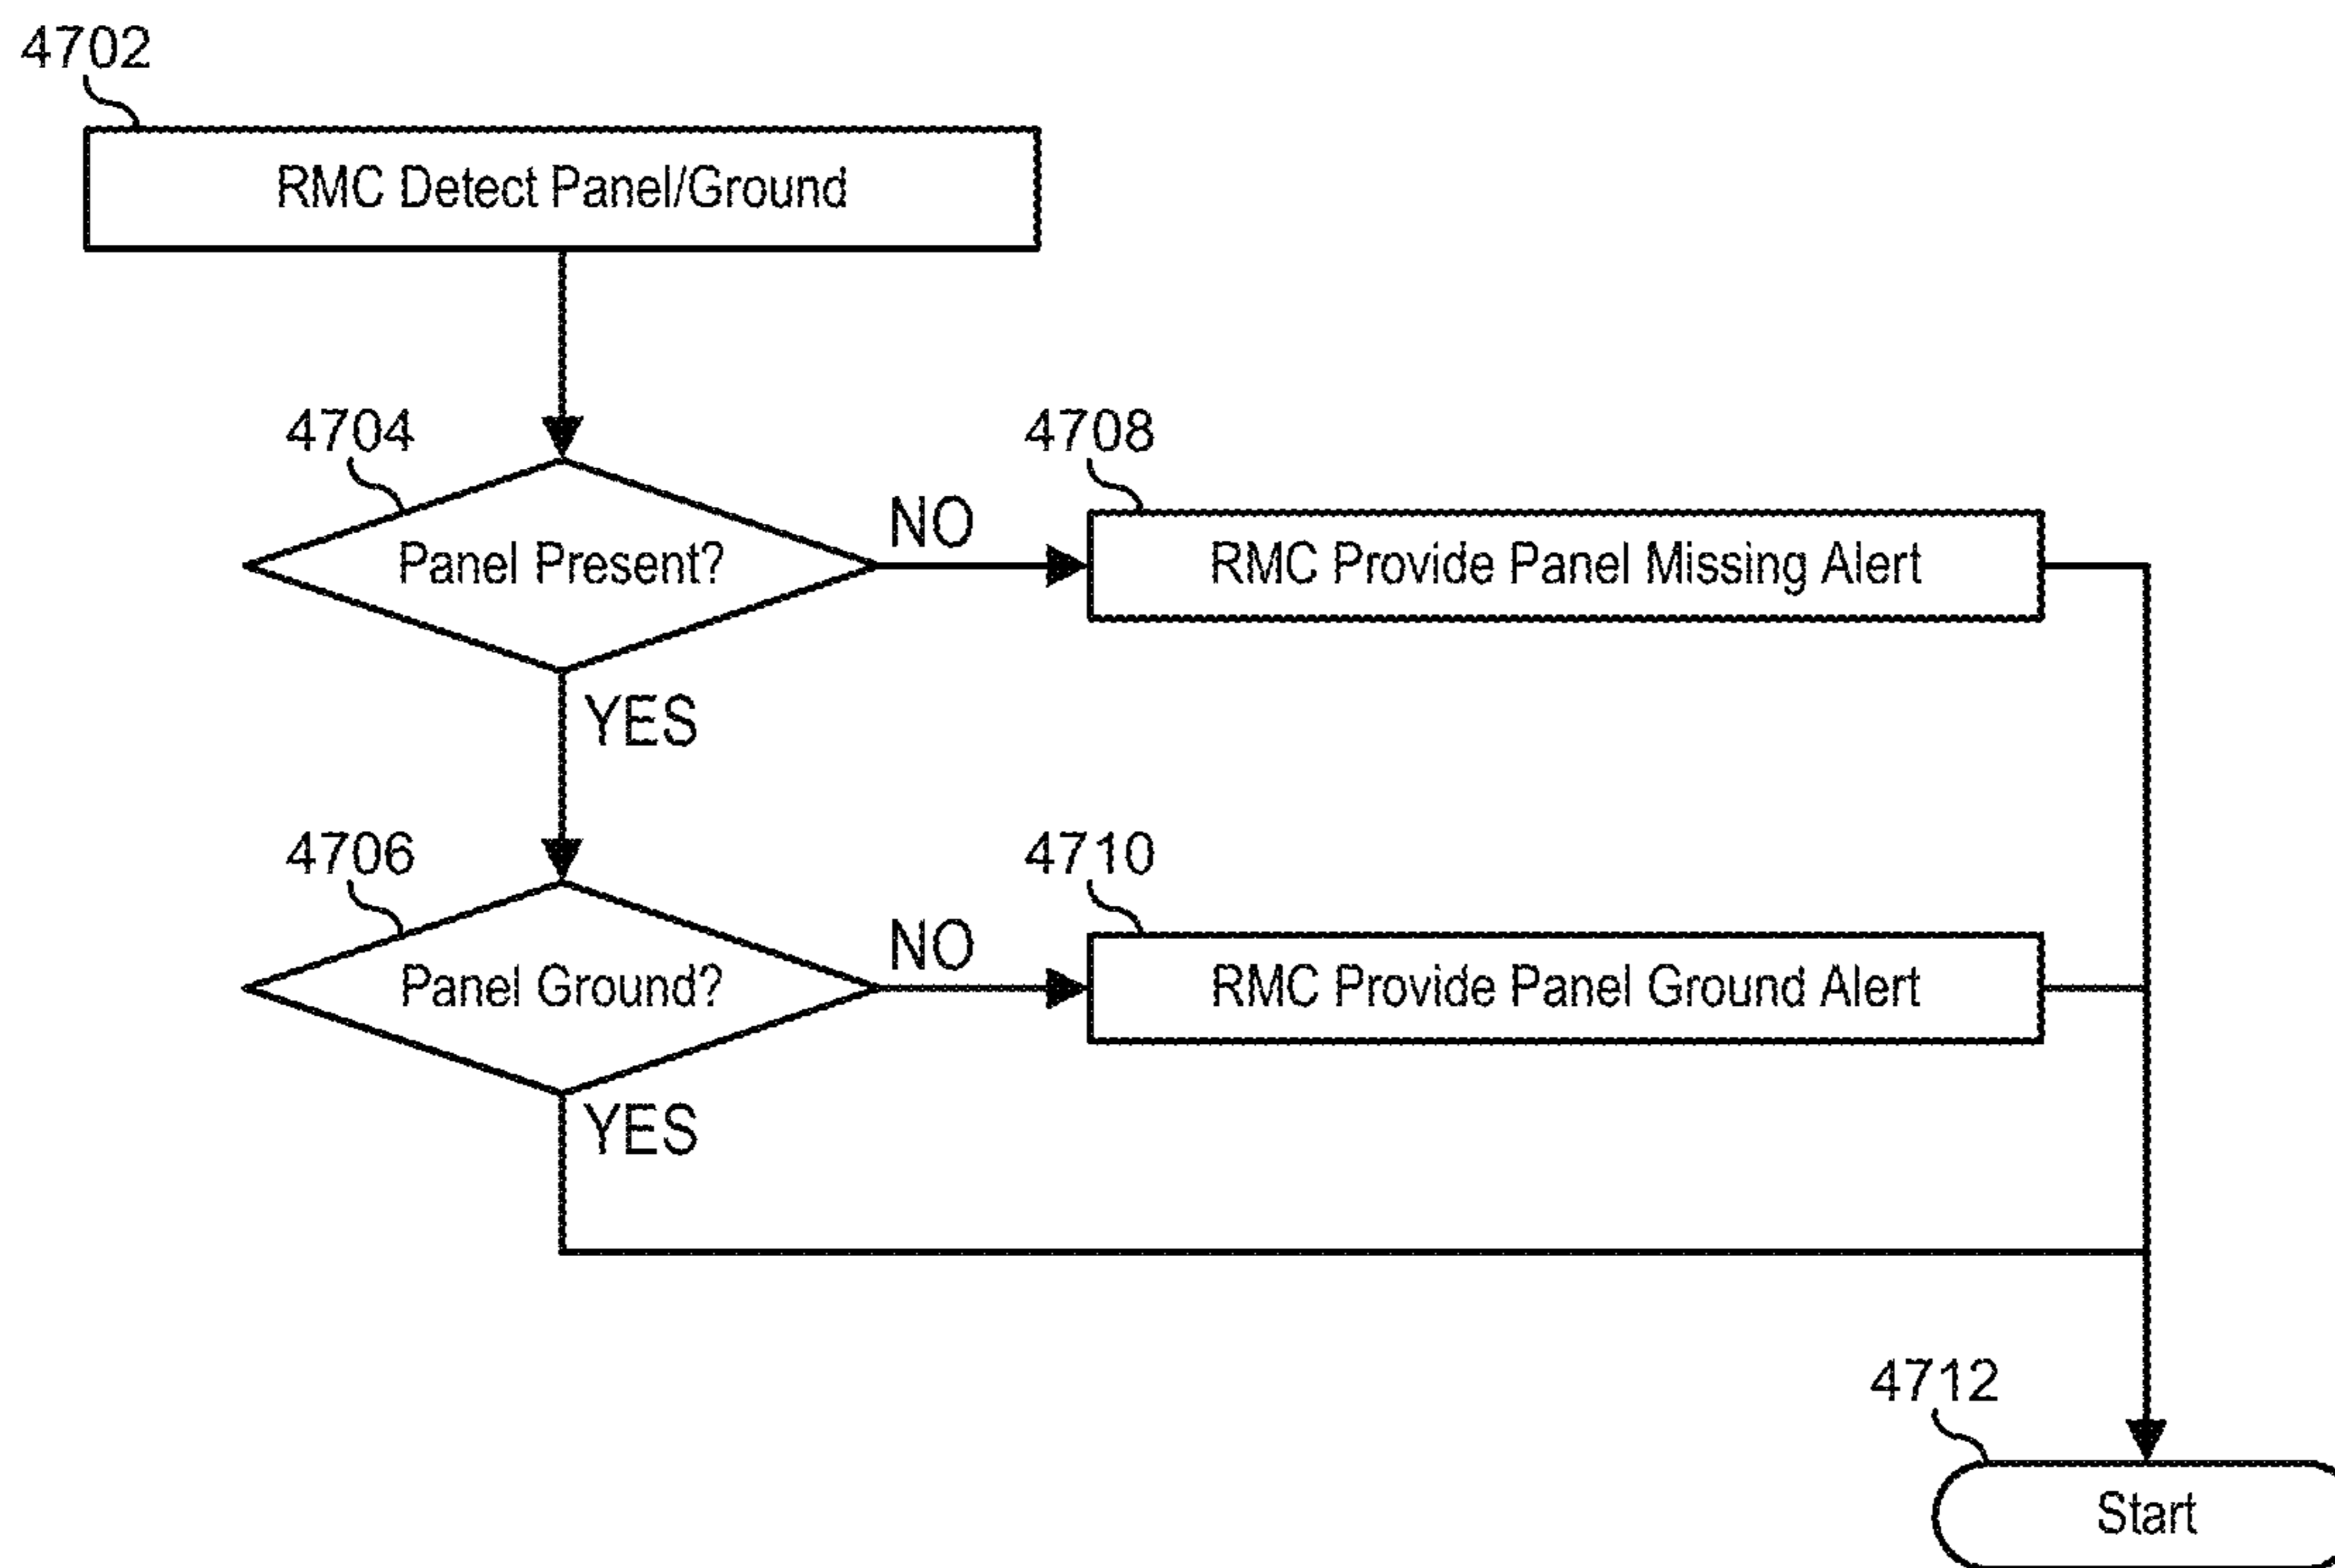 4702
RMC Detect Panel/Ground
4704
4708
Panel Present?
NO
RMC Provide Panel Missing Alert
YES
4706
4710
Panel Ground?
NO
RMC Provide Panel Ground Alert
YES
4712
Start